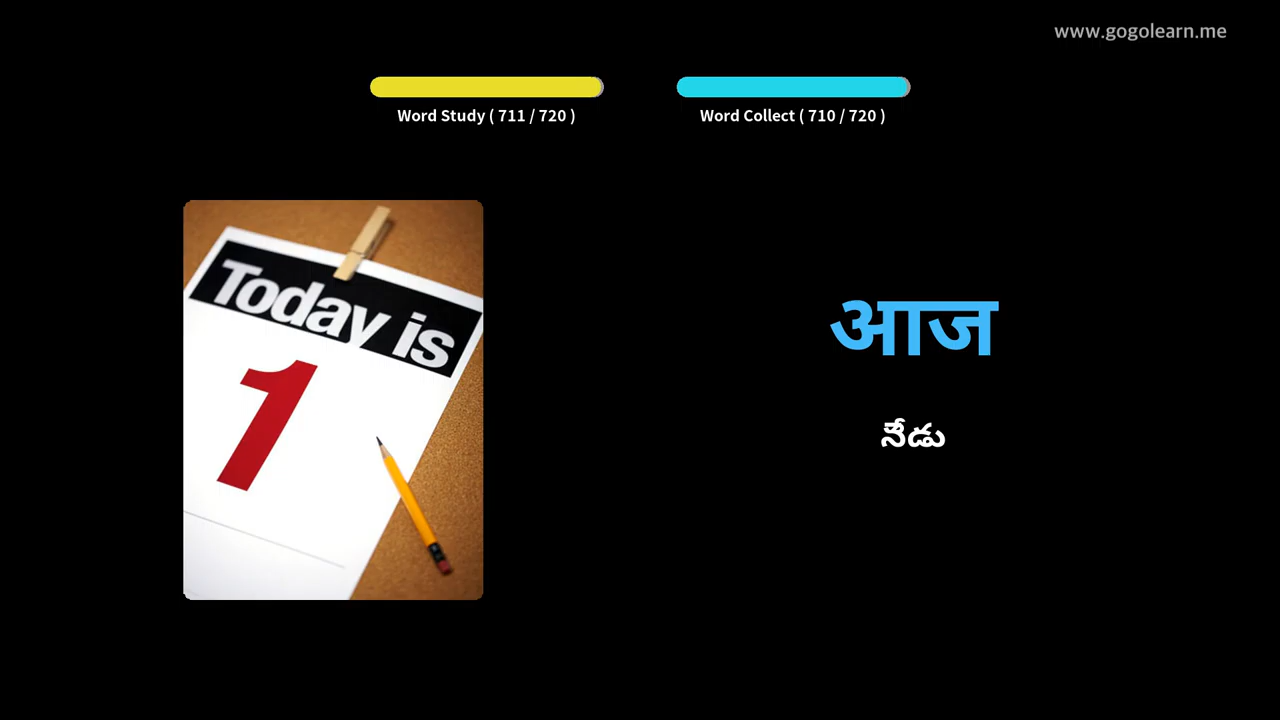 www.gogolearn.me
Word Study ( 711 / 720 )
Word Collect ( 710 / 720 )
Today is
1
आज
నేడు